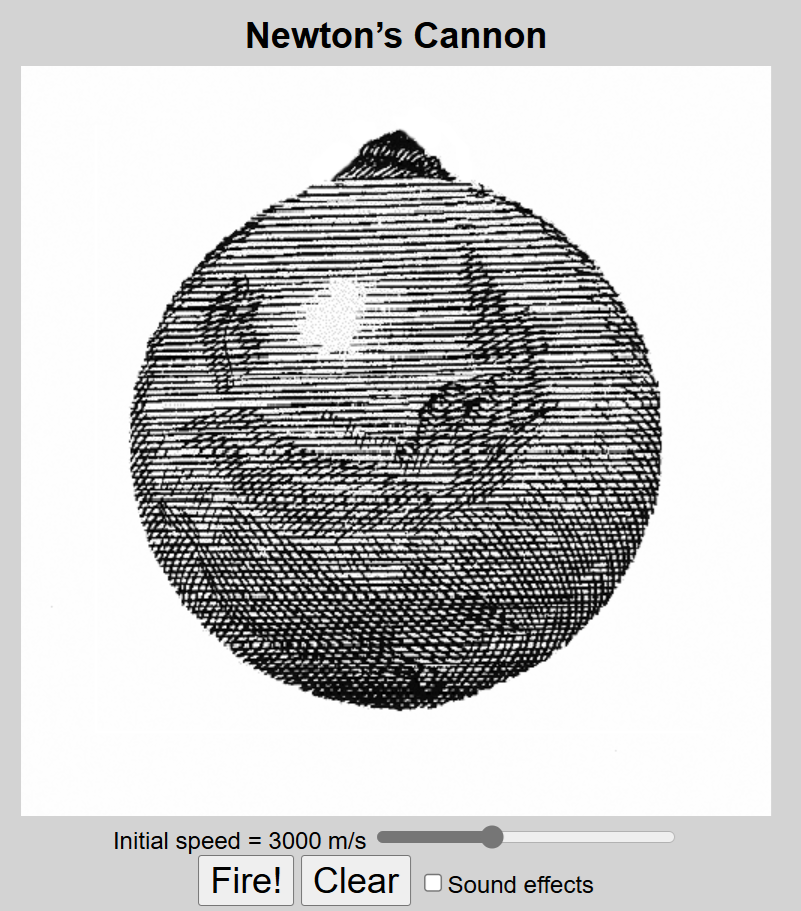 Newton’s Cannon
Initial speed = 3000 m/s
Fire! Clear Sound effects